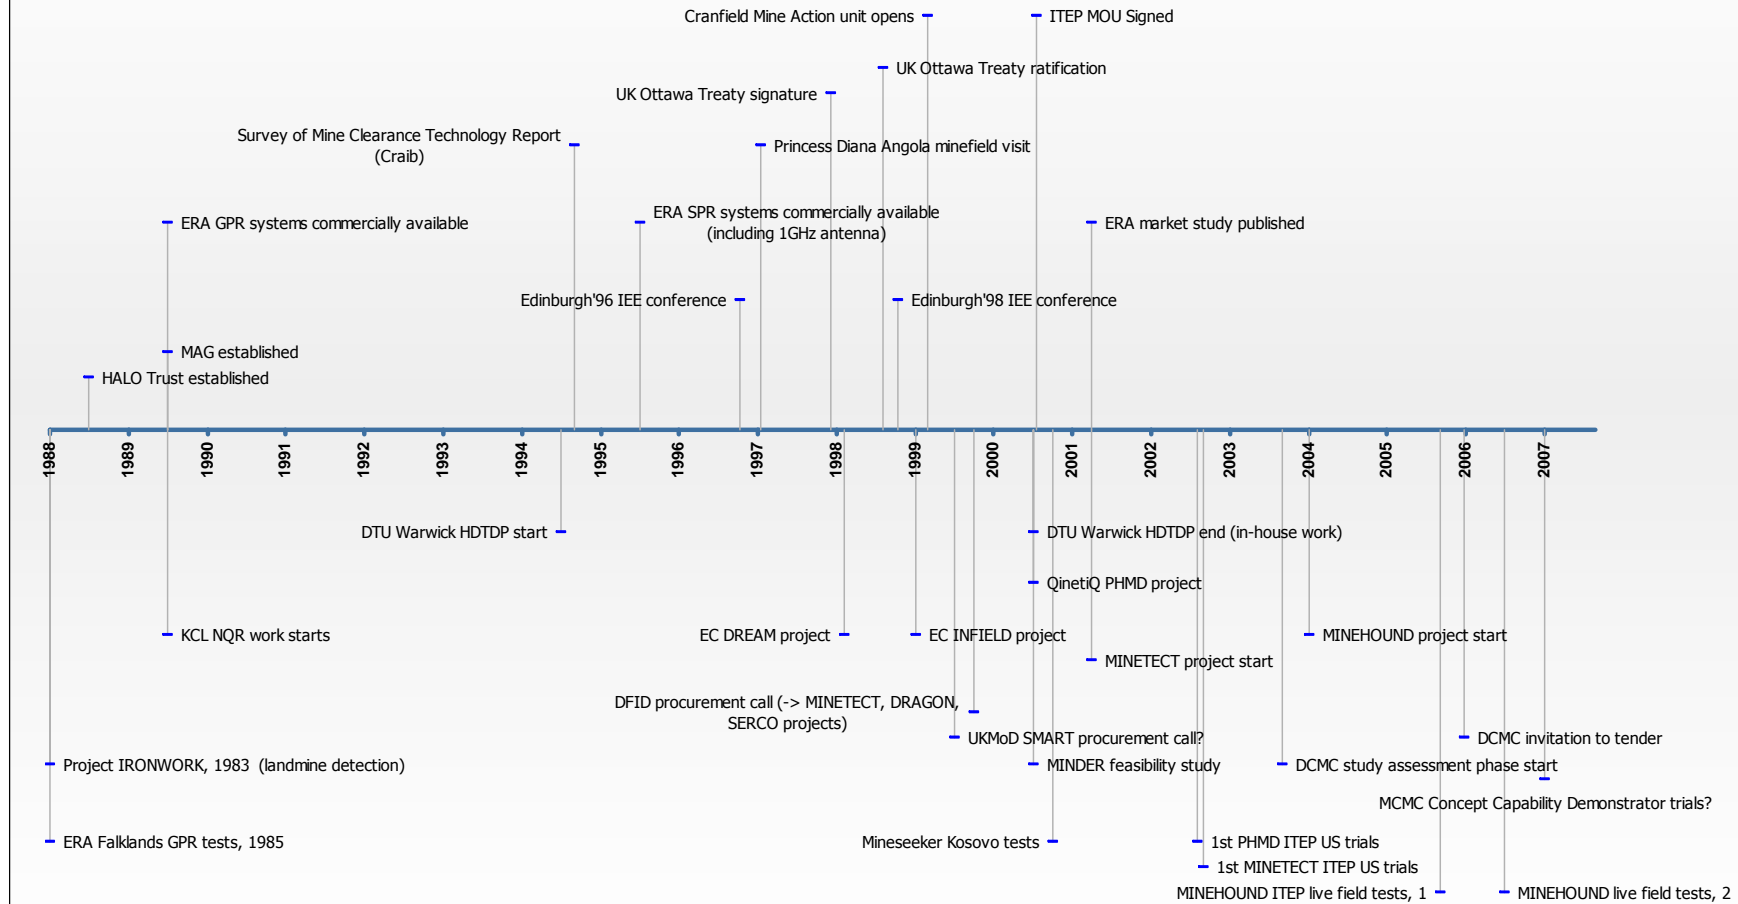 Cranfield Mine Action unit opens
ITEP MOU Signed
UK Ottawa Treaty ratification
UK Ottawa Treaty signature
Survey of Mine Clearance Technology Report
(Craib)
Princess Diana Angola minefield visit
ERA GPR systems commercially available
ERA SPR systems commercially available
(including 1GHz antenna)
ERA market study published
Edinburgh'96 IEE conference
Edinburgh'98 IEE conference
MAG established
HALO Trust established
1988
1989
1990
1991
1992
1993
1994
1995
1996
1997
1998
1999
2000
2001
2002
2003
2004
2005
2006
2007
DTU Warwick HDTDP start
DTU Warwick HDTDP end (in-house work)
QinetiQ PHMD project
KCL NQR work starts
EC DREAM project
EC INFIELD project
MINEHOUND project start
MINETECT project start
DFID procurement call (-> MINETECT, DRAGON,
SERCO projects)
UKMoD SMART procurement call?
DCMC invitation to tender
Project IRONWORK, 1983 (landmine detection)
MINDER feasibility study
DCMC study assessment phase start
MCMC Concept Capability Demonstrator trials?
ERA Falklands GPR tests, 1985
Mineseeker Kosovo tests
1st PHMD ITEP US trials
1st MINETECT ITEP US trials
MINEHOUND ITEP live field tests, 1
MINEHOUND live field tests, 2